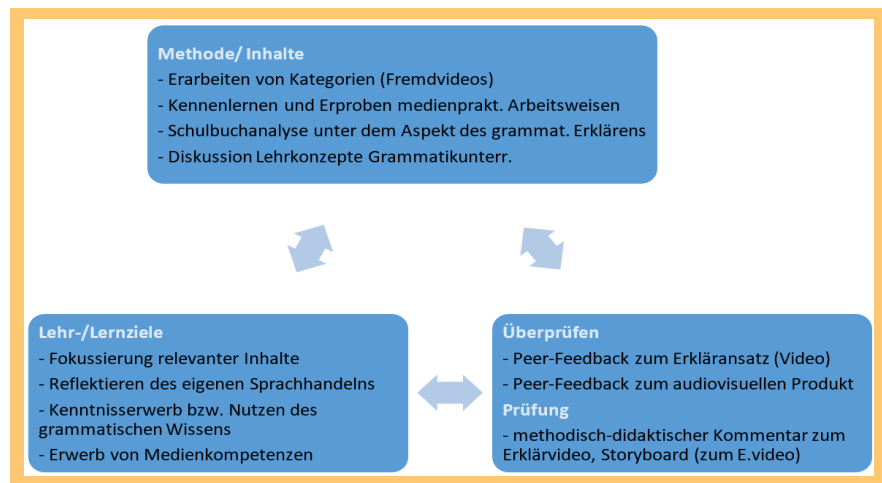 Methode/ Inhalte
- Erarbeiten von Kategorien (Fremdvideos)
- Kennenlernen und Erproben medienprakt. Arbeitsweisen
- Schulbuchanalyse unter dem Aspekt des grammat. Erklärens
- Diskussion Lehrkonzepte Grammatikunterr.
Lehr-/Lernziele
- Fokussierung relevanter Inhalte
- Reflektieren des eigenen Sprachhandelns
- Kenntnisserwerb bzw. Nutzen des
grammatischen Wissens
- Erwerb von Medienkompetenzen
Überprüfen
- Peer-Feedback zum Erkläransatz (Video)
- Peer-Feedback zum audiovisuellen Produkt
Prüfung
- methodisch-didaktischer Kommentar zum
Erklärvideo, Storyboard (zum E.video)